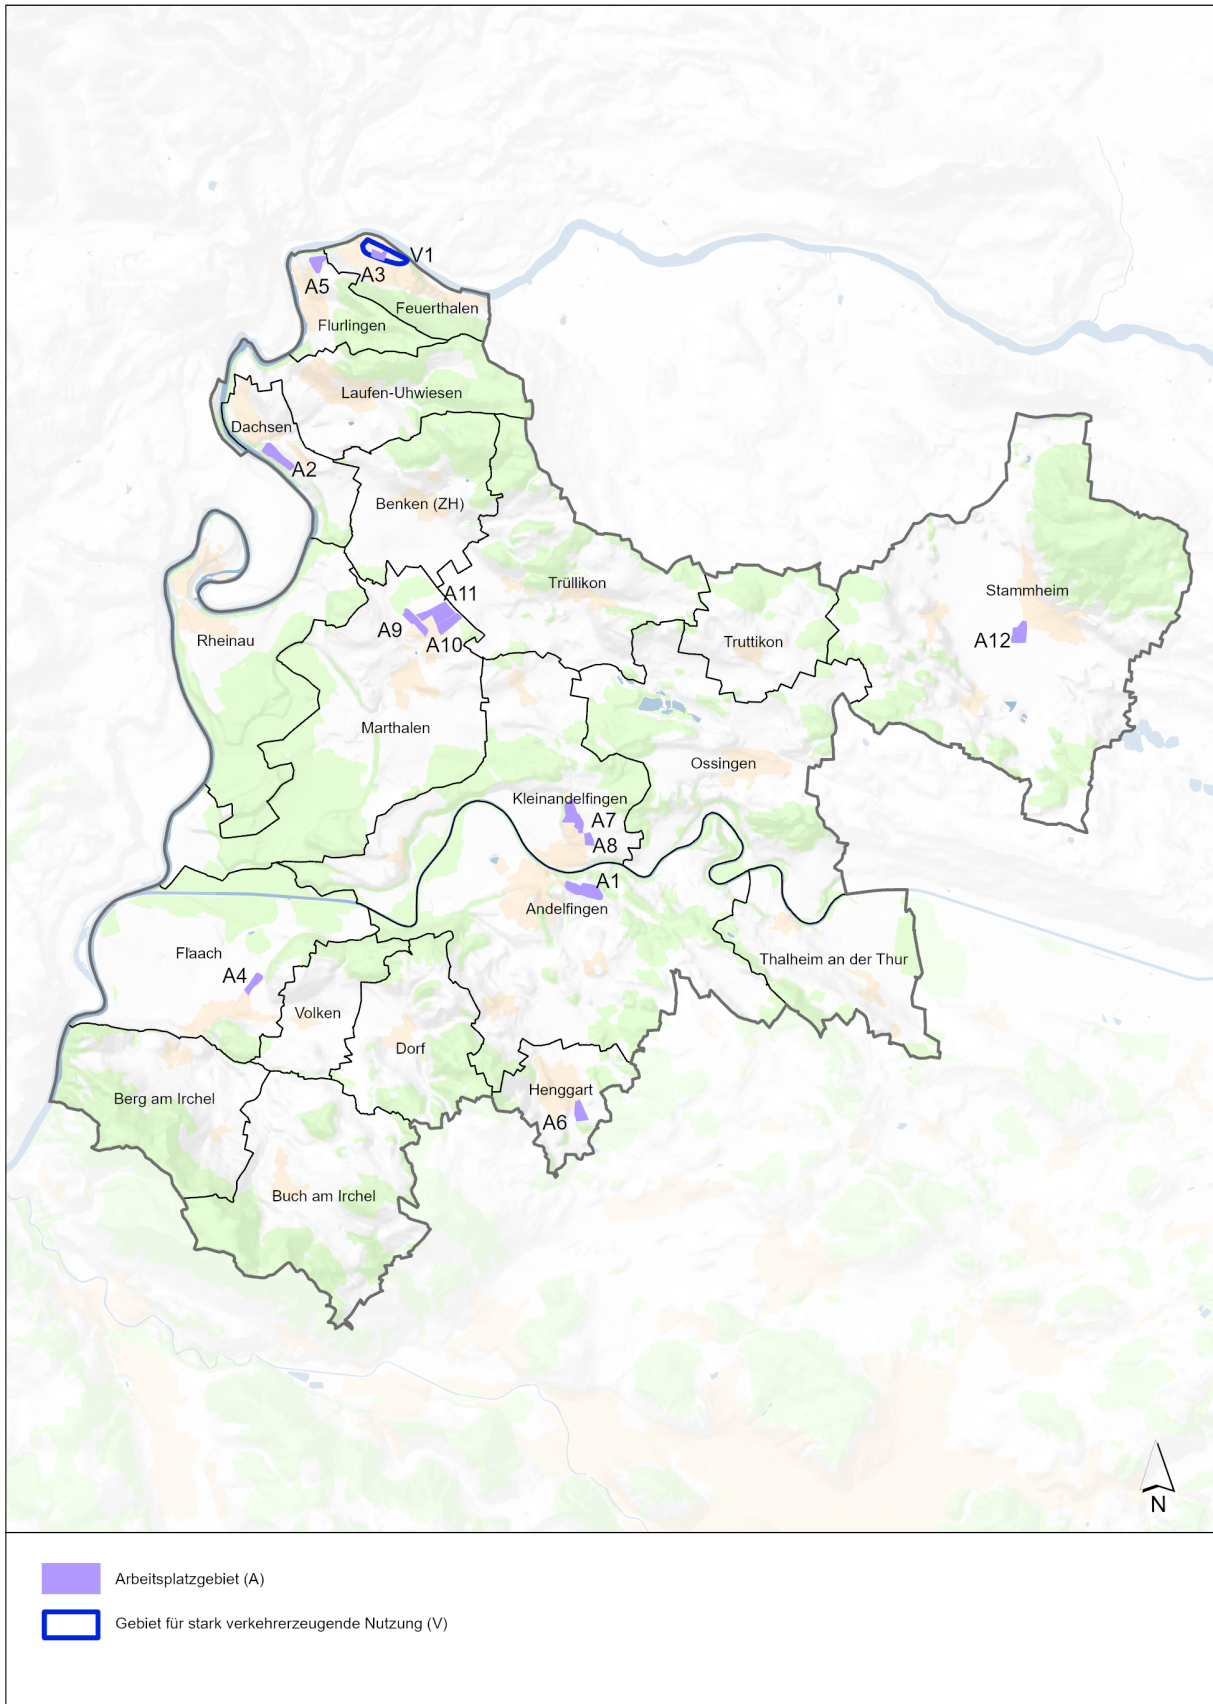 V1
A3
A5
Feuerthalen
Flurlingen
Laufen-Uhwiesen
Dachsen
A2
Benken (ZH)
Trüllikon
Stammheim
A11
A9
A10
Rheinau
Truttikon
A12
Marthalen
Ossingen
Kleinandelfingen
A7
A8
A1
Andelfingen
Flaach
Thalheim an der Thur
A4
Volken
Dorf
Henggart
Berg am Irchel
A6
Buch am Irchel
N
Arbeitsplatzgebiet (A)
Gebiet für stark verkehrerzeugende Nutzung (V)